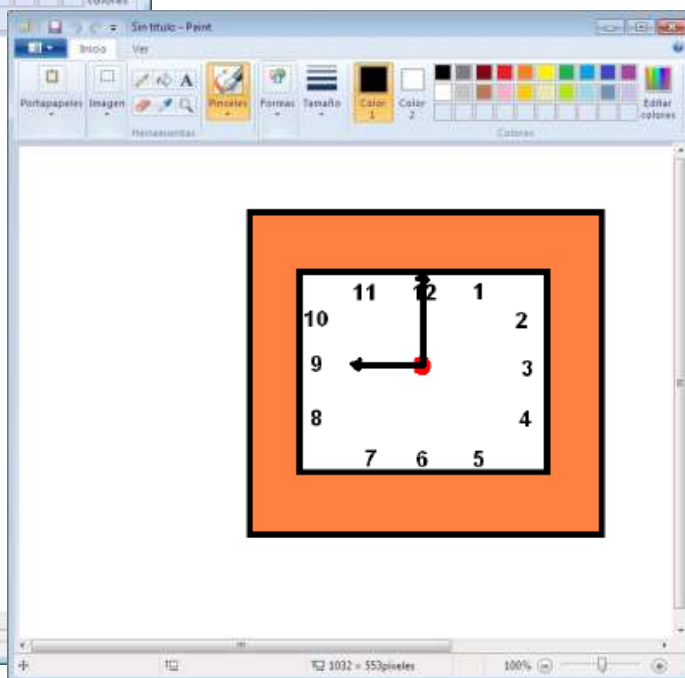 colores
Sin título - Paint
Inicio Ver
Portapapeles Imagen Pinceles Formas Tamaño Color 1 Color 2 Editar colores
Herramientas Colores
11 12 1
10 2
9 3
8 4
7 6 5
1032 × 553píxeles 100%